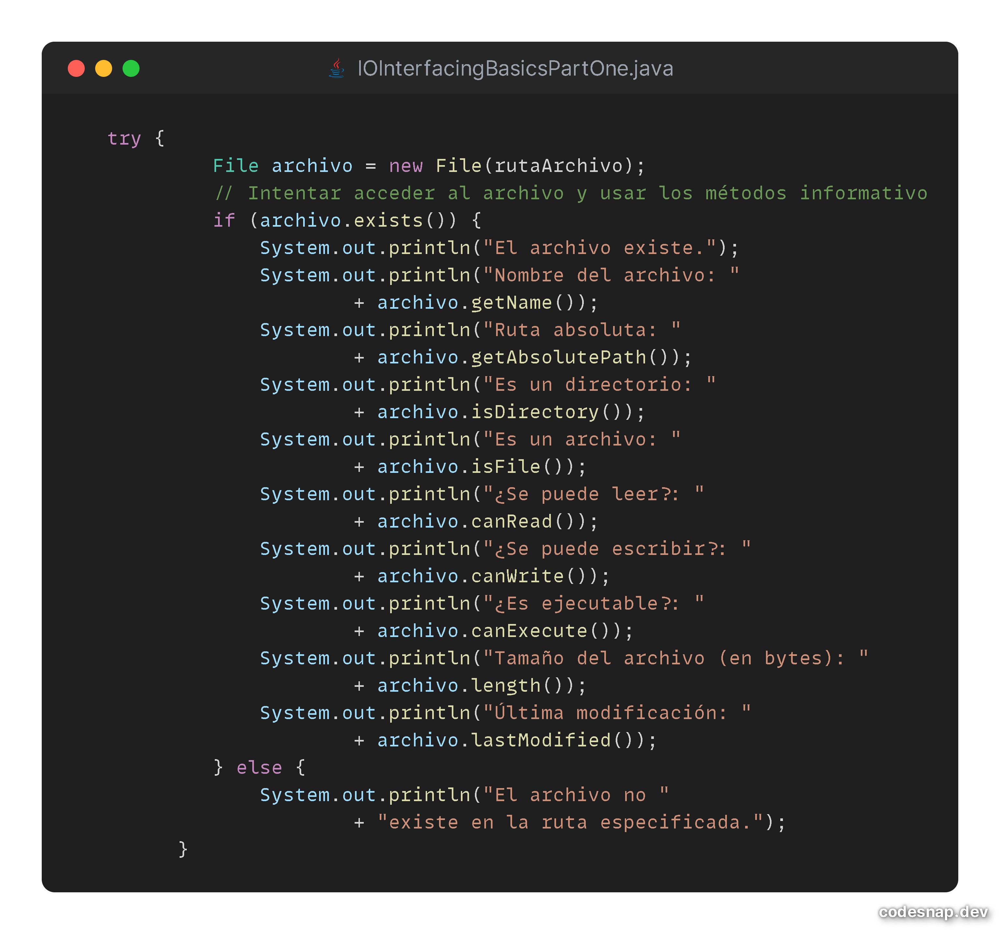 IOInterfacingBasicsPartOne.java
try {
File archivo = new File(rutaArchivo);
// Intentar acceder al archivo y usar los métodos informativo
if (archivo.exists()) {
System.out.println("El archivo existe.");
System.out.println("Nombre del archivo: "
+ archivo.getName());
System.out.println("Ruta absoluta: "
+ archivo.getAbsolutePath());
System.out.println("Es un directorio: "
+ archivo.isDirectory());
System.out.println("Es un archivo: "
+ archivo.isFile());
System.out.println("¿Se puede leer?: "
+ archivo.canRead());
System.out.println("¿Se puede escribir?: "
+ archivo.canWrite());
System.out.println("¿Es ejecutable?: "
+ archivo.canExecute());
System.out.println("Tamaño del archivo (en bytes): "
+ archivo.length());
System.out.println("Última modificación: "
+ archivo.lastModified());
} else {
System.out.println("El archivo no "
+ "existe en la ruta especificada.");
}
codesnap.dev